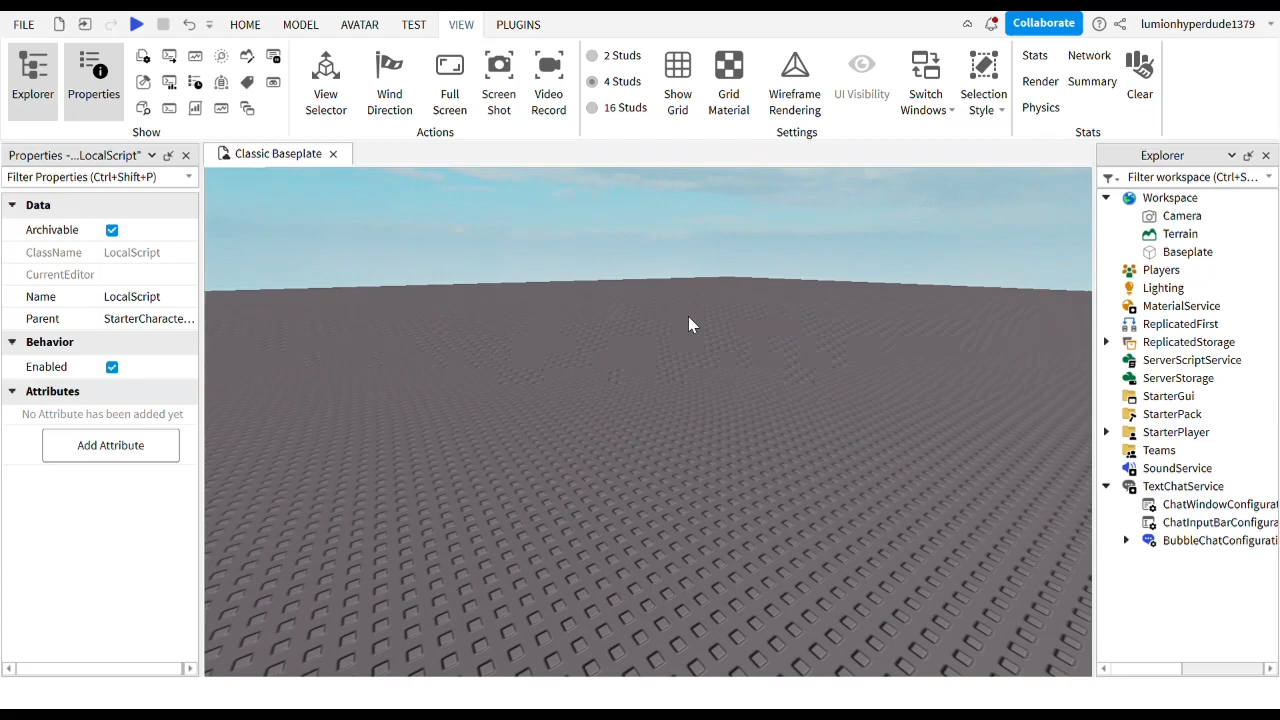 FILE HOME MODEL AVATAR TEST VIEW PLUGINS Collaborate lumionhyperdude1379
Explorer
Properties
Show
View
Selector
Wind
Direction
Full
Screen
Screen
Shot
Video
Record
Actions
2 Studs
4 Studs
16 Studs
Show
Grid
Grid
Material
Wireframe
Rendering
UI Visibility
Switch
Windows
Selection
Style
Settings
Stats Network
Render Summary
Physics
Clear
Stats
Properties -...LocalScript"
Filter Properties (Ctrl+Shift+P)
Data
Archivable
ClassName LocalScript
CurrentEditor
Name LocalScript
Parent StarterCharacte...
Behavior
Enabled
Attributes
No Attribute has been added yet
Add Attribute
Classic Baseplate
Explorer
Filter workspace (Ctrl+S...
Workspace
Camera
Terrain
Baseplate
Players
Lighting
MaterialService
ReplicatedFirst
ReplicatedStorage
ServerScriptService
ServerStorage
StarterGui
StarterPack
StarterPlayer
Teams
SoundService
TextChatService
ChatWindowConfigurat
ChatInputBarConfigura
BubbleChatConfigurati